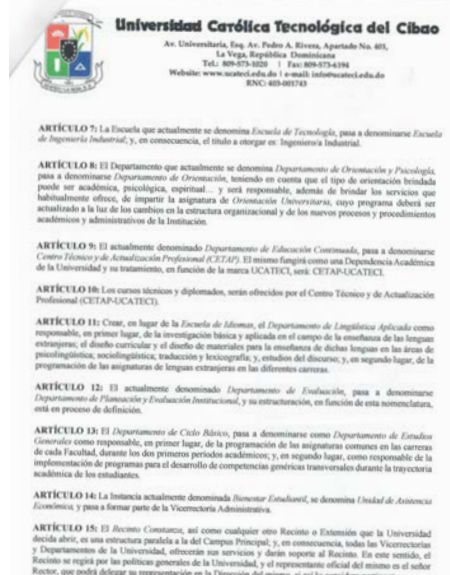 Universidad Católica Tecnológica del Cibao
Av. Universitaria, Esq. Av. Pedro A. Rivera, Apartado No. 401,
La Vega, República Dominicana
Tel.: 809-573-1020 | Fax: 809-573-6194
Website: www.ucateci.edu.do | e-mail: info@ucateci.edu.do
RNC: 403-001743
ARTÍCULO 7: La Escuela que actualmente se denomina Escuela de Tecnología, pasa a denominarse Escuela
de Ingeniería Industrial; y, en consecuencia, el título a otorgar es: Ingeniero/a Industrial.
ARTÍCULO 8: El Departamento que actualmente se denomina Departamento de Orientación y Psicología,
pasa a denominarse Departamento de Orientación, teniendo en cuenta que el tipo de orientación brindada
puede ser académica, psicológica, espiritual... y será responsable, además de brindar los servicios que
habitualmente ofrece, de impartir la asignatura de Orientación Universitaria, cuyo programa deberá ser
actualizado a la luz de los cambios en la estructura organizacional y de los nuevos procesos y procedimientos
académicos y administrativos de la Institución.
ARTÍCULO 9: El actualmente denominado Departamento de Educación Continuada, pasa a denominarse
Centro Técnico y de Actualización Profesional (CETAP). El mismo fungirá como una Dependencia Académica
de la Universidad y su tratamiento, en función de la marca UCATECI, será: CETAP-UCATECI.
ARTÍCULO 10: Los cursos técnicos y diplomados, serán ofrecidos por el Centro Técnico y de Actualización
Profesional (CETAP-UCATECI).
ARTÍCULO 11: Crear, en lugar de la Escuela de Idiomas, el Departamento de Lingüística Aplicada como
responsable, en primer lugar, de la investigación básica y aplicada en el campo de la enseñanza de las lenguas
extranjeras; el diseño curricular y el diseño de materiales para la enseñanza de dichas lenguas en las áreas de
psicolingüística; sociolingüística; traducción y lexicografía; y, estudios del discurso; y, en segundo lugar, de la
programación de las asignaturas de lenguas extranjeras en las diferentes carreras.
ARTÍCULO 12: El actualmente denominado Departamento de Evaluación, pasa a denominarse
Departamento de Planeación y Evaluación Institucional, y su estructuración, en función de esta nomenclatura,
está en proceso de definición.
ARTÍCULO 13: El Departamento de Ciclo Básico, pasa a denominarse como Departamento de Estudios
Generales como responsable, en primer lugar, de la programación de las asignaturas comunes en las carreras
de cada Facultad, durante los dos primeros períodos académicos; y, en segundo lugar, como responsable de la
implementación de programas para el desarrollo de competencias genéricas transversales durante la trayectoria
académica de los estudiantes.
ARTÍCULO 14: La Instancia actualmente denominada Bienestar Estudiantil, se denomina Unidad de Asistencia
Económica, y pasa a formar parte de la Vicerrectoría Administrativa.
ARTÍCULO 15: El Recinto Constanza, así como cualquier otro Recinto o Extensión que la Universidad
decida abrir, es una estructura paralela a la del Campus Principal; y, en consecuencia, todas las Vicerrectorías
y Departamentos de la Universidad, ofrecerán sus servicios y darán soporte al Recinto. En este sentido, el
Recinto se regirá por las políticas generales de la Universidad, y el representante oficial del mismo es el señor
Rector, que podrá delegar su representación en la Dirección del mismo,